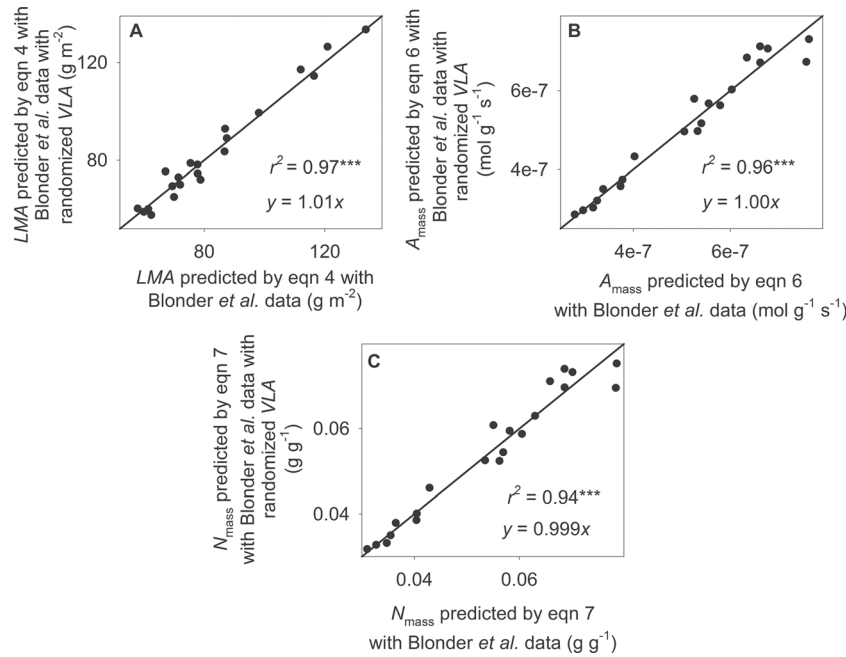 A
LMA predicted by eqn 4 with
Blonder et al. data with
randomized VLA (g m⁻²)
120
80
r² = 0.97***
y = 1.01x
80
120
LMA predicted by eqn 4 with
Blonder et al. data (g m⁻²)
B
A_mass predicted by eqn 6 with
Blonder et al. data with
randomized VLA
(mol g⁻¹ s⁻¹)
6e-7
4e-7
r² = 0.96***
y = 1.00x
4e-7
6e-7
A_mass predicted by eqn 6
with Blonder et al. data (mol g⁻¹ s⁻¹)
C
N_mass predicted by eqn 7
with Blonder et al. data with
randomized VLA
(g g⁻¹)
0.06
0.04
r² = 0.94***
y = 0.999x
0.04
0.06
N_mass predicted by eqn 7
with Blonder et al. data (g g⁻¹)